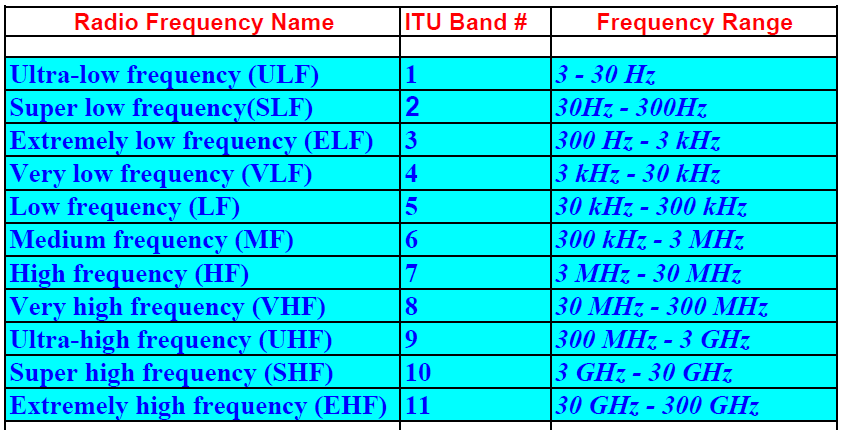 Radio Frequency Name ITU Band # Frequency Range
Ultra-low frequency (ULF) 1 3 - 30 Hz
Super low frequency(SLF) 2 30Hz - 300Hz
Extremely low frequency (ELF) 3 300 Hz - 3 kHz
Very low frequency (VLF) 4 3 kHz - 30 kHz
Low frequency (LF) 5 30 kHz - 300 kHz
Medium frequency (MF) 6 300 kHz - 3 MHz
High frequency (HF) 7 3 MHz - 30 MHz
Very high frequency (VHF) 8 30 MHz - 300 MHz
Ultra-high frequency (UHF) 9 300 MHz - 3 GHz
Super high frequency (SHF) 10 3 GHz - 30 GHz
Extremely high frequency (EHF) 11 30 GHz - 300 GHz